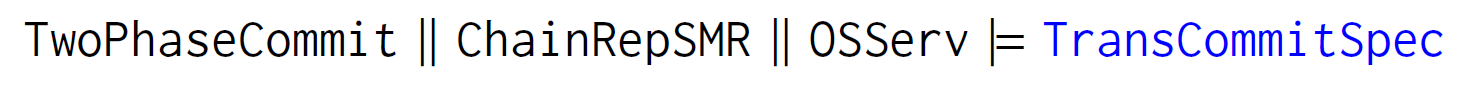 TwoPhaseCommit || ChainRepSMR || OSServ |= TransCommitSpec